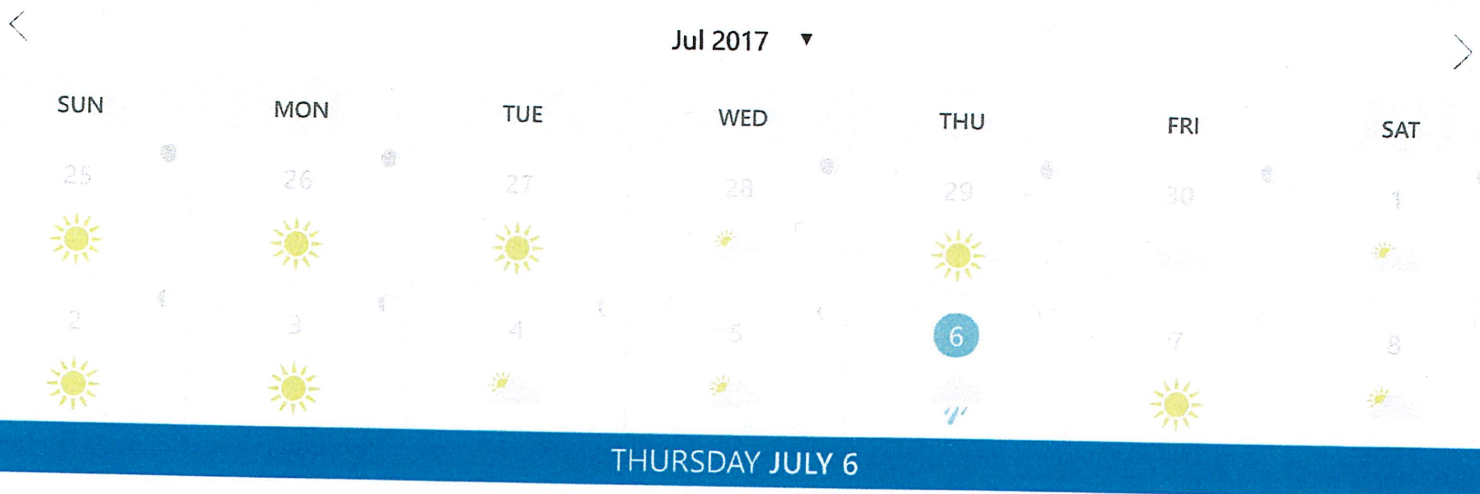 Jul 2017
SUN MON TUE WED THU FRI SAT
25 26 27 28 29 30 1
2 3 4 5 6 7 8
THURSDAY JULY 6